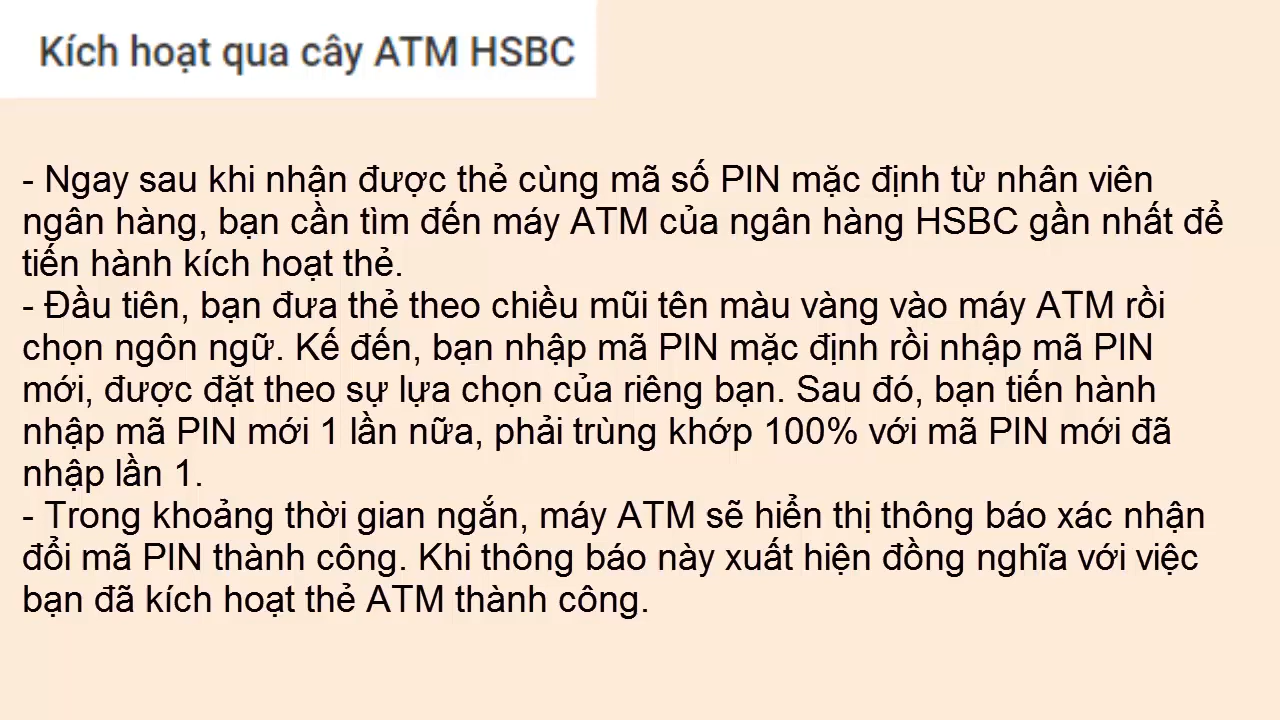 Kích hoạt qua cây ATM HSBC
- Ngay sau khi nhận được thẻ cùng mã số PIN mặc định từ nhân viên
ngân hàng, bạn cần tìm đến máy ATM của ngân hàng HSBC gần nhất để
tiến hành kích hoạt thẻ.
- Đầu tiên, bạn đưa thẻ theo chiều mũi tên màu vàng vào máy ATM rồi
chọn ngôn ngữ. Kế đến, bạn nhập mã PIN mặc định rồi nhập mã PIN
mới, được đặt theo sự lựa chọn của riêng bạn. Sau đó, bạn tiến hành
nhập mã PIN mới 1 lần nữa, phải trùng khớp 100% với mã PIN mới đã
nhập lần 1.
- Trong khoảng thời gian ngắn, máy ATM sẽ hiển thị thông báo xác nhận
đổi mã PIN thành công. Khi thông báo này xuất hiện đồng nghĩa với việc
bạn đã kích hoạt thẻ ATM thành công.